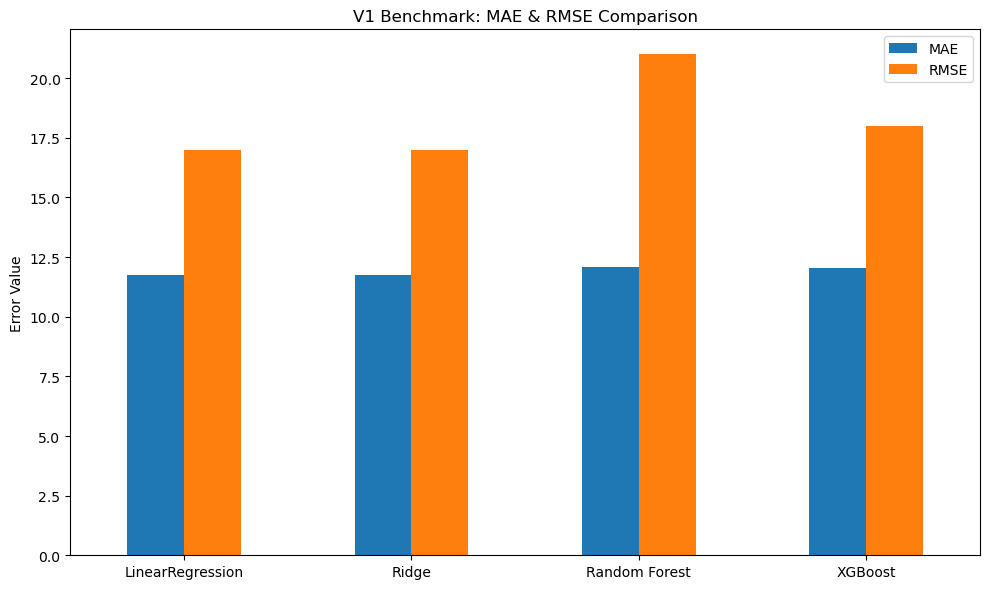 V1 Benchmark: MAE & RMSE Comparison
MAE
RMSE
Error Value
20.0
17.5
15.0
12.5
10.0
7.5
5.0
2.5
0.0
LinearRegression
Ridge
Random Forest
XGBoost